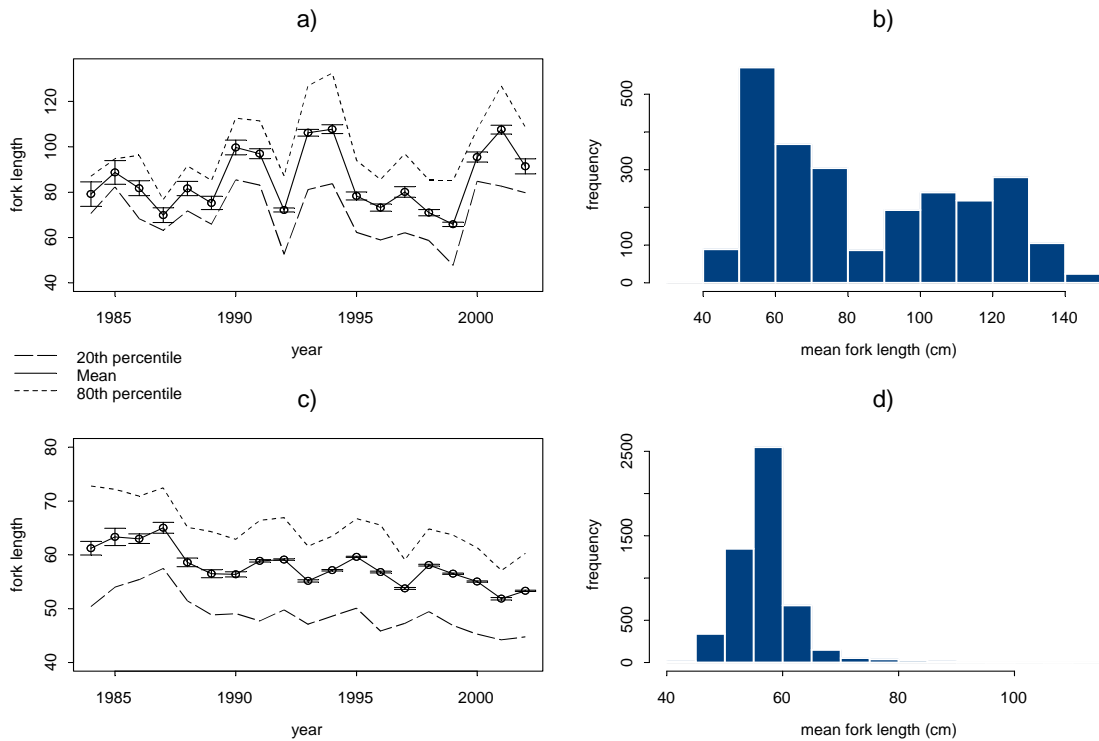 a)
fork length
40 60 80 100 120
1985 1990 1995 2000
year
b)
frequency
0 100 300 500
40 60 80 100 120 140
mean fork length (cm)
20th percentile
Mean
80th percentile
c)
fork length
40 50 60 70 80
1985 1990 1995 2000
year
d)
frequency
0 500 1500 2500
40 60 80 100
mean fork length (cm)